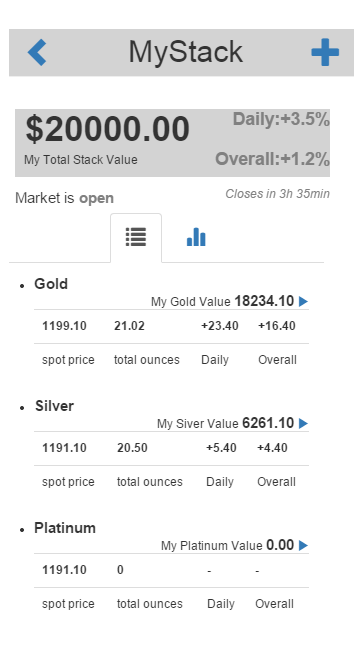 MyStack
$20000.00
Daily:+3.5%
My Total Stack Value
Overall:+1.2%
Market is open
Closes in 3h 35min
Gold
My Gold Value 18234.10
1199.10 21.02 +23.40 +16.40
spot price total ounces Daily Overall
Silver
My Siver Value 6261.10
1191.10 20.50 +5.40 +4.40
spot price total ounces Daily Overall
Platinum
My Platinum Value 0.00
1191.10 0 - -
spot price total ounces Daily Overall